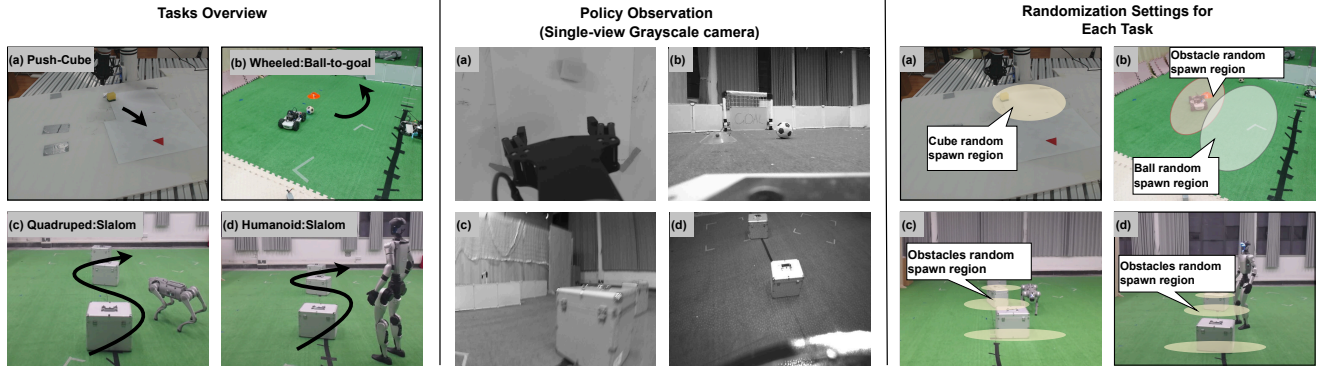 Tasks Overview
(a) Push-Cube
(b) Wheeled:Ball-to-goal
(c) Quadruped:Slalom
(d) Humanoid:Slalom
Policy Observation
(Single-view Grayscale camera)
(a)
(b)
(c)
(d)
Randomization Settings for
Each Task
(a)
Cube random
spawn region
(b)
Obstacle random
spawn region
Ball random
spawn region
(c)
Obstacles random
spawn region
(d)
Obstacles random
spawn region